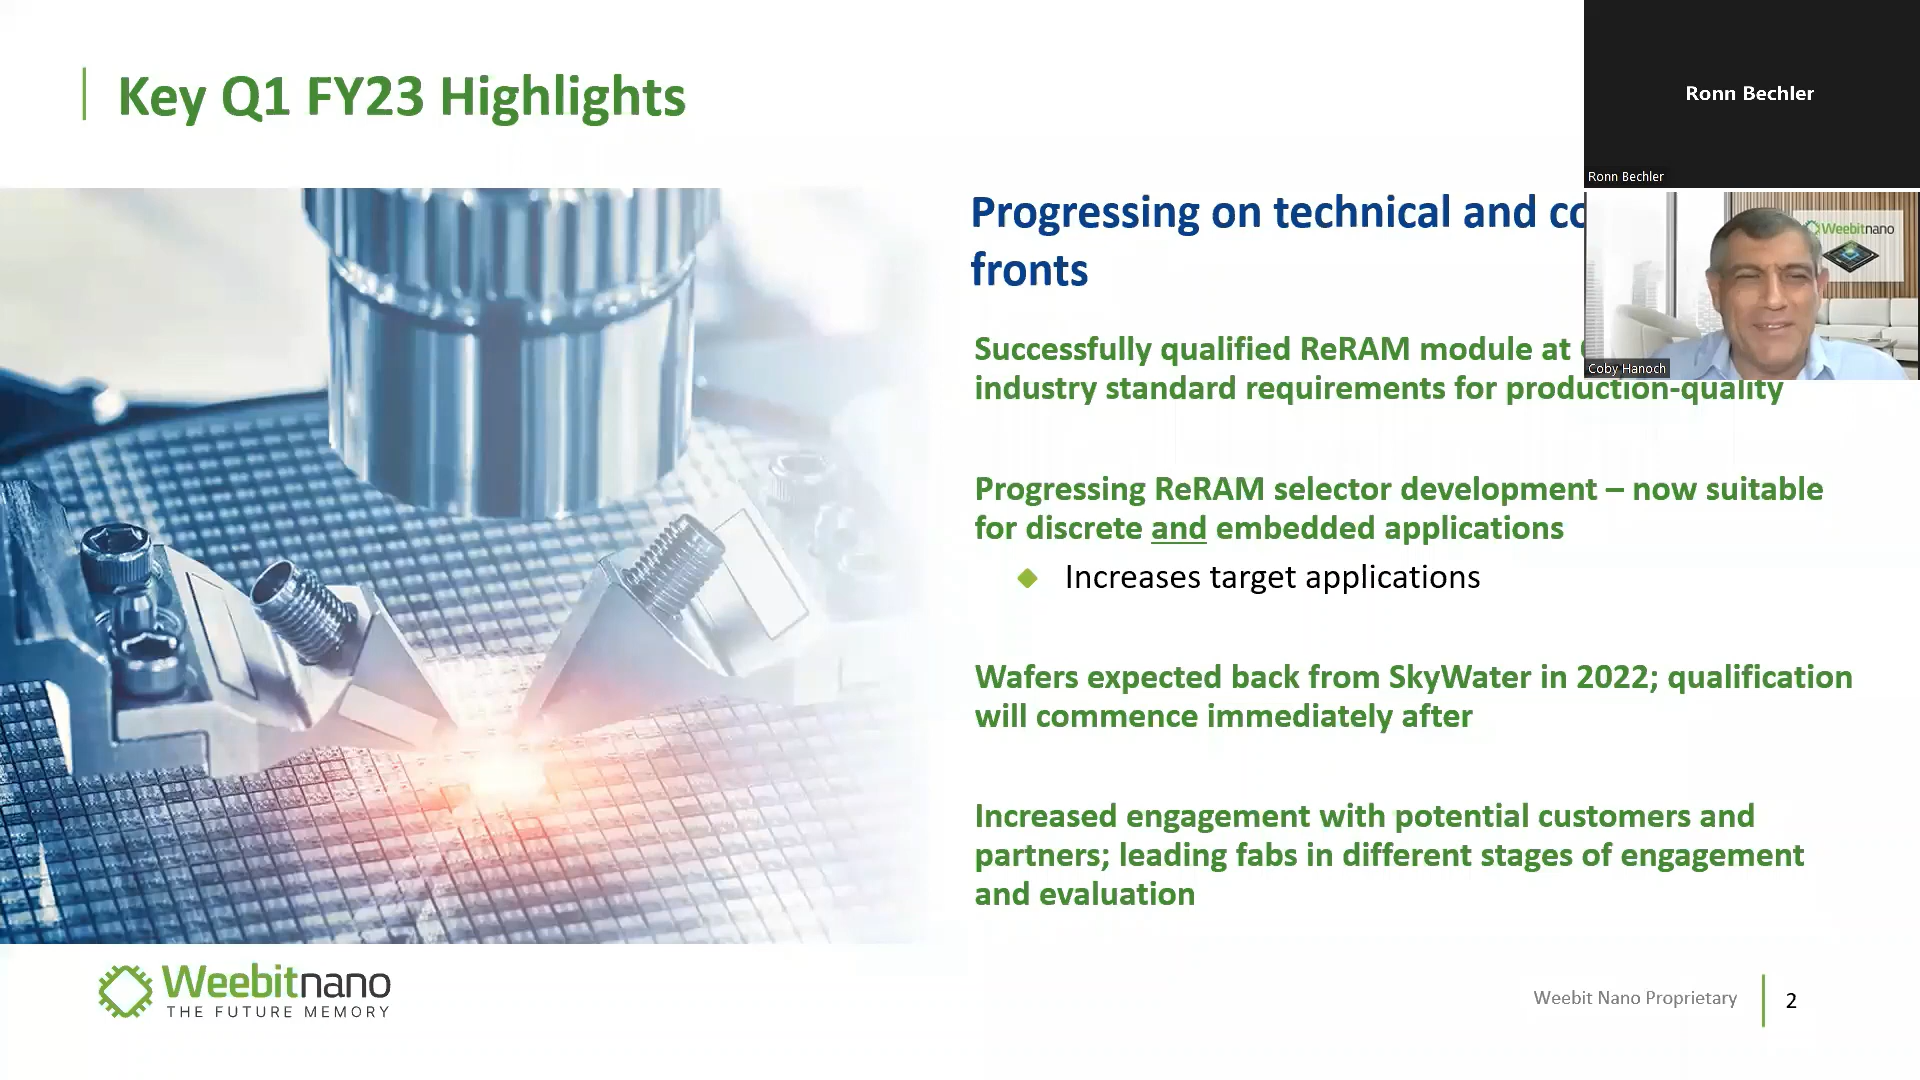 Key Q1 FY23 Highlights
Ronn Bechler
Ronn Bechler
Weebitnano
Coby Hanoch
Progressing on technical and
fronts
Successfully qualified ReRAM module at
industry standard requirements for production-quality
Progressing ReRAM selector development – now suitable
for discrete and embedded applications
Increases target applications
Wafers expected back from SkyWater in 2022; qualification
will commence immediately after
Increased engagement with potential customers and
partners; leading fabs in different stages of engagement
and evaluation
Weebitnano
THE FUTURE MEMORY
Weebit Nano Proprietary
2